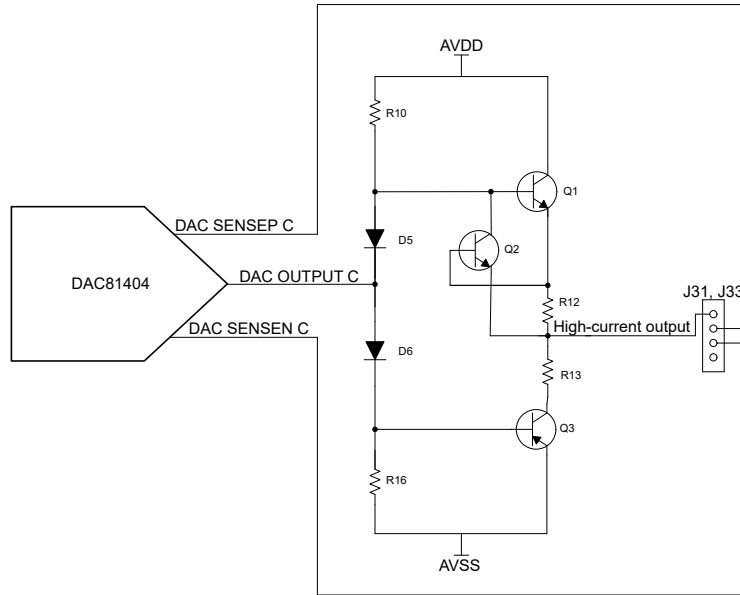 AVDD
R10
Q1
DAC SENSEP C
D5
Q2
DAC OUTPUT C
DAC81404
J31, J33
R12
High-current output
DAC SENSEN C
D6
R13
Q3
R16
AVSS